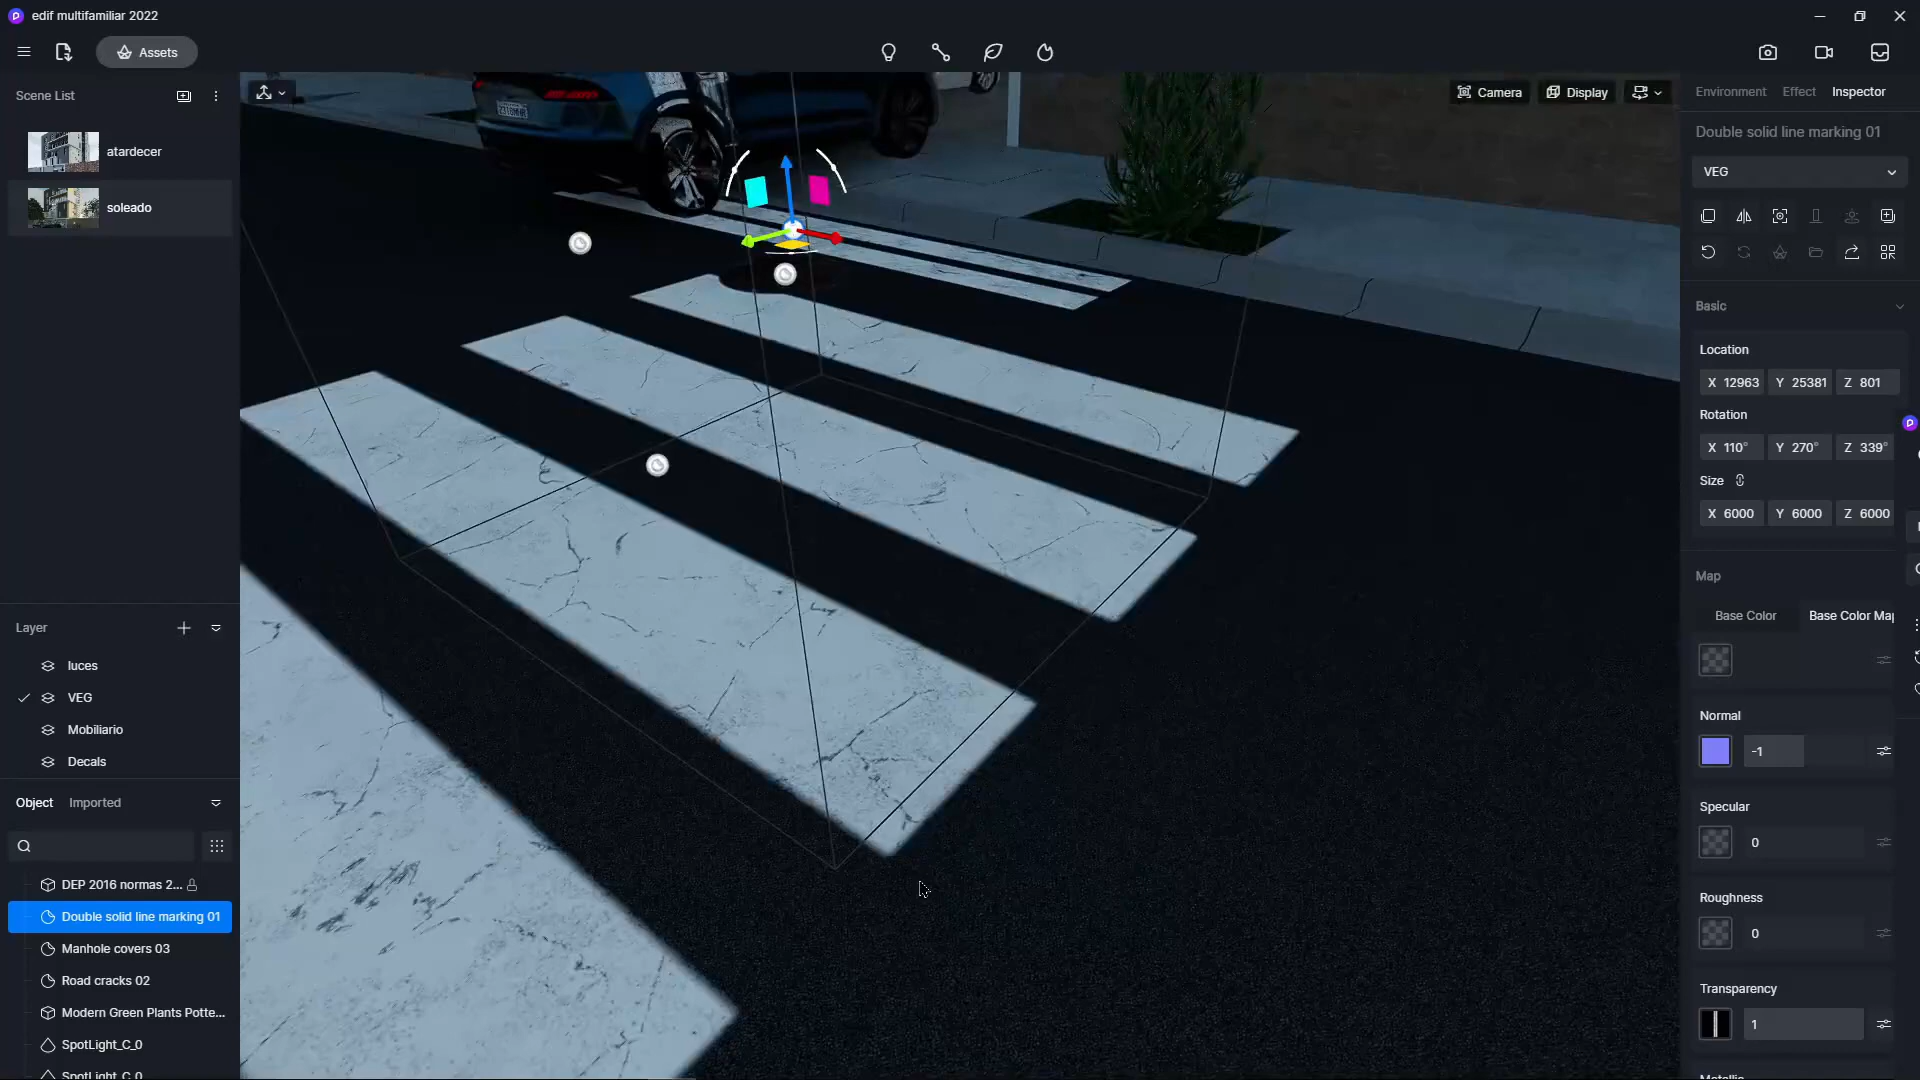 edif multifamiliar 2022
Assets
Scene List
atardecer
soleado
Camera
Display
Environment
Effect
Inspector
Double solid line marking 01
VEG
Basic
Location
X 12963
Y 25381
Z 801
Rotation
X 110°
Y 270°
Z 339°
Size
X 6000
Y 6000
Z 6000
Map
Base Color
Base Color Map
Normal
-1
Specular
0
Roughness
0
Transparency
1
Layer
luces
VEG
Mobiliario
Decals
Object
Imported
DEP 2016 normas 2...
Double solid line marking 01
Manhole covers 03
Road cracks 02
Modern Green Plants Potte...
SpotLight_C_0
SpotLight_C_0